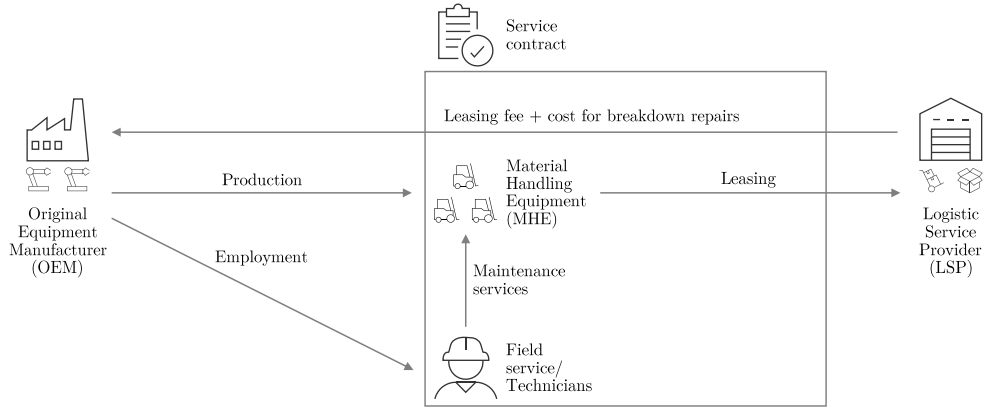 Service
contract
Leasing fee + cost for breakdown repairs
Production
Material
Handling
Equipment
(MHE)
Leasing
Original
Equipment
Manufacturer
(OEM)
Logistic
Service
Provider
(LSP)
Employment
Maintenance
services
Field
service/
Technicians